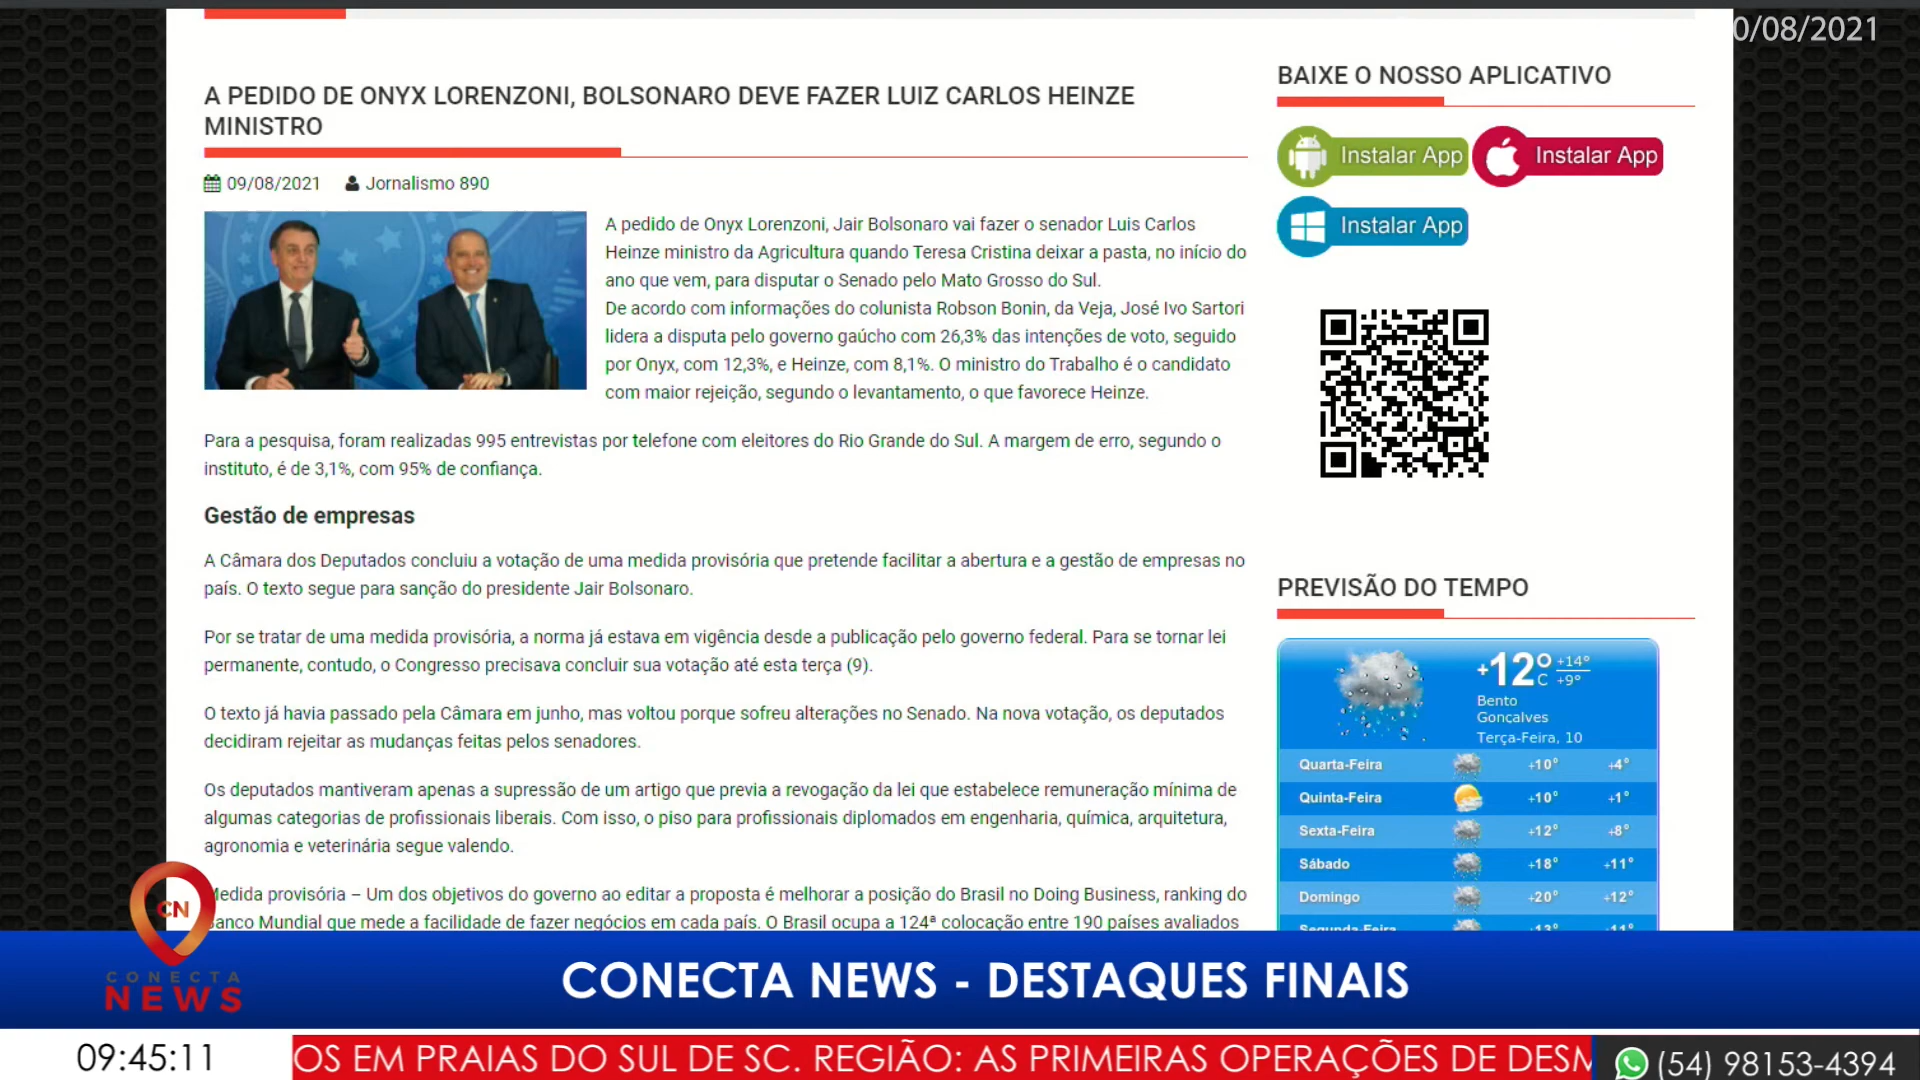 0/08/2021
A PEDIDO DE ONYX LORENZONI, BOLSONARO DEVE FAZER LUIZ CARLOS HEINZE
MINISTRO
09/08/2021 Jornalismo 890
A pedido de Onyx Lorenzoni, Jair Bolsonaro vai fazer o senador Luis Carlos
Heinze ministro da Agricultura quando Teresa Cristina deixar a pasta, no início do
ano que vem, para disputar o Senado pelo Mato Grosso do Sul.
De acordo com informações do colunista Robson Bonin, da Veja, José Ivo Sartori
lidera a disputa pelo governo gaúcho com 26,3% das intenções de voto, seguido
por Onyx, com 12,3%, e Heinze, com 8,1%. O ministro do Trabalho é o candidato
com maior rejeição, segundo o levantamento, o que favorece Heinze.
Para a pesquisa, foram realizadas 995 entrevistas por telefone com eleitores do Rio Grande do Sul. A margem de erro, segundo o
instituto, é de 3,1%, com 95% de confiança.
Gestão de empresas
A Câmara dos Deputados concluiu a votação de uma medida provisória que pretende facilitar a abertura e a gestão de empresas no
país. O texto segue para sanção do presidente Jair Bolsonaro.
Por se tratar de uma medida provisória, a norma já estava em vigência desde a publicação pelo governo federal. Para se tornar lei
permanente, contudo, o Congresso precisava concluir sua votação até esta terça (9).
O texto já havia passado pela Câmara em junho, mas voltou porque sofreu alterações no Senado. Na nova votação, os deputados
decidiram rejeitar as mudanças feitas pelos senadores.
Os deputados mantiveram apenas a supressão de um artigo que previa a revogação da lei que estabelece remuneração mínima de
algumas categorias de profissionais liberais. Com isso, o piso para profissionais diplomados em engenharia, química, arquitetura,
agronomia e veterinária segue valendo.
Medida provisória – Um dos objetivos do governo ao editar a proposta é melhorar a posição do Brasil no Doing Business, ranking do
Banco Mundial que mede a facilidade de fazer negócios em cada país. O Brasil ocupa a 124ª colocação entre 190 países avaliados
BAIXE O NOSSO APLICATIVO
Instalar App Instalar App
Instalar App
PREVISÃO DO TEMPO
+12° C +14° +9°
Bento
Gonçalves
Terça-Feira, 10
Quarta-Feira +10° +4°
Quinta-Feira +10° +1°
Sexta-Feira +12° +8°
Sábado +18° +11°
Domingo +20° +12°
Segunda-Feira +13° +11°
CN
CONECTA
NEWS
CONECTA NEWS - DESTAQUES FINAIS
09:45:11
OS EM PRAIAS DO SUL DE SC. REGIÃO: AS PRIMEIRAS OPERAÇÕES DE DESM
(54) 98153-4394